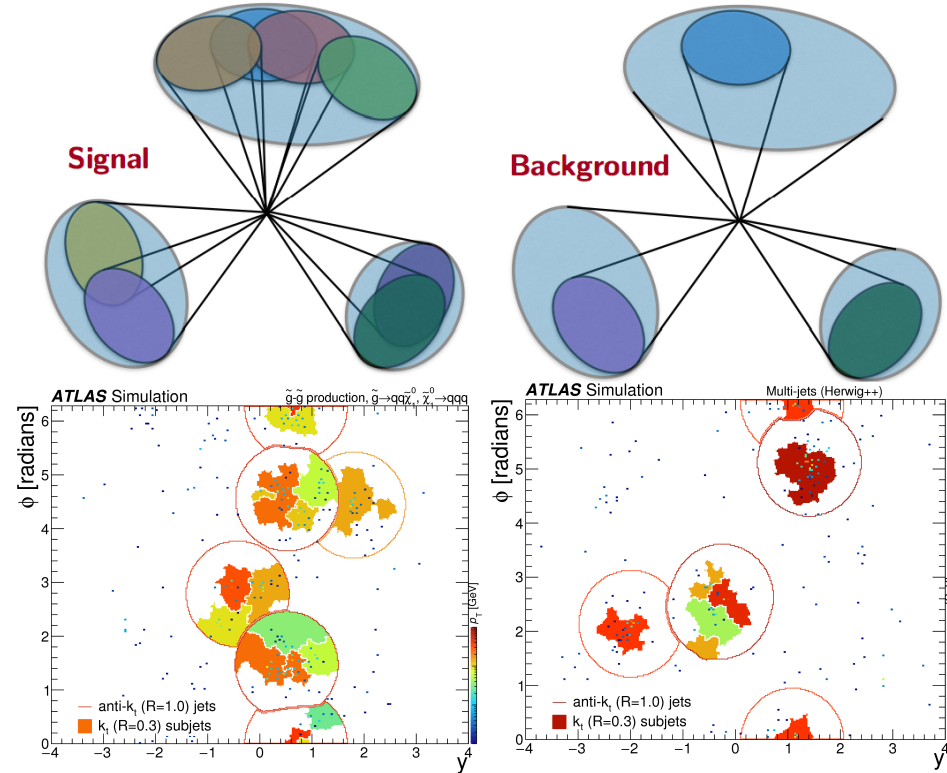 Signal
Background
ATLAS Simulation
g̃-g̃ production, g̃→qqχ̃₁⁰, χ̃₁⁰→qqq
ϕ [radians]
6
5
4
3
2
1
0
−4 −3 −2 −1 0 1 2 3 4
y
p_T [GeV]
anti-k_t (R=1.0) jets
k_t (R=0.3) subjets
ATLAS Simulation
Multi-jets (Herwig++)
ϕ [radians]
6
5
4
3
2
1
0
−4 −3 −2 −1 0 1 2 3 4
y
anti-k_t (R=1.0) jets
k_t (R=0.3) subjets